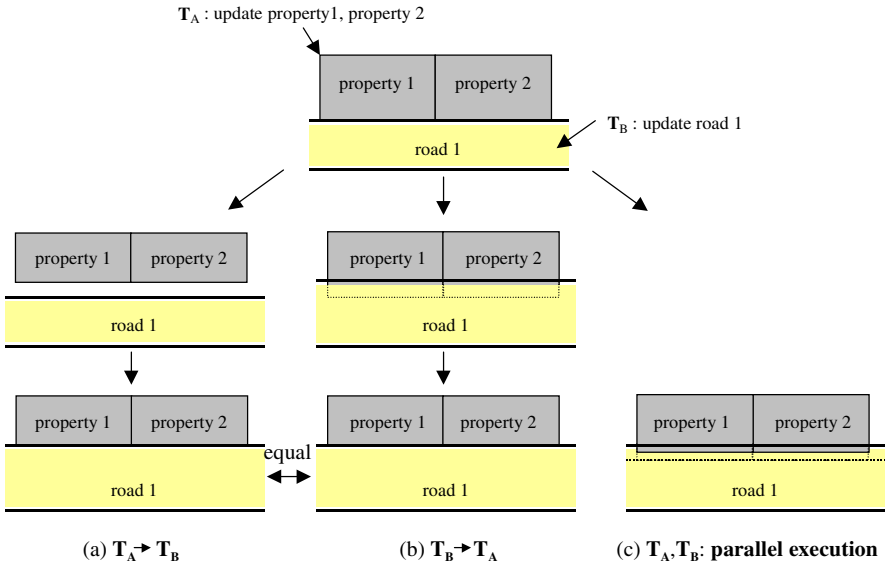 T_A : update property1, property 2
property 1 property 2
T_B : update road 1
road 1
property 1 property 2
property 1 property 2
road 1
road 1
property 1 property 2
property 1 property 2
property 1 property 2
equal
road 1
road 1
road 1
(a) T_A → T_B
(b) T_B → T_A
(c) T_A,T_B: parallel execution